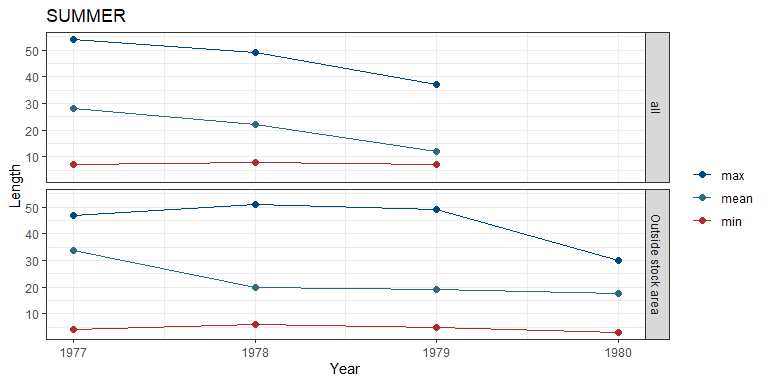 SUMMER
50
40
30
20
10
all
50
40
30
20
10
Outside stock area
Length
1977
1978
1979
1980
Year
max
mean
min